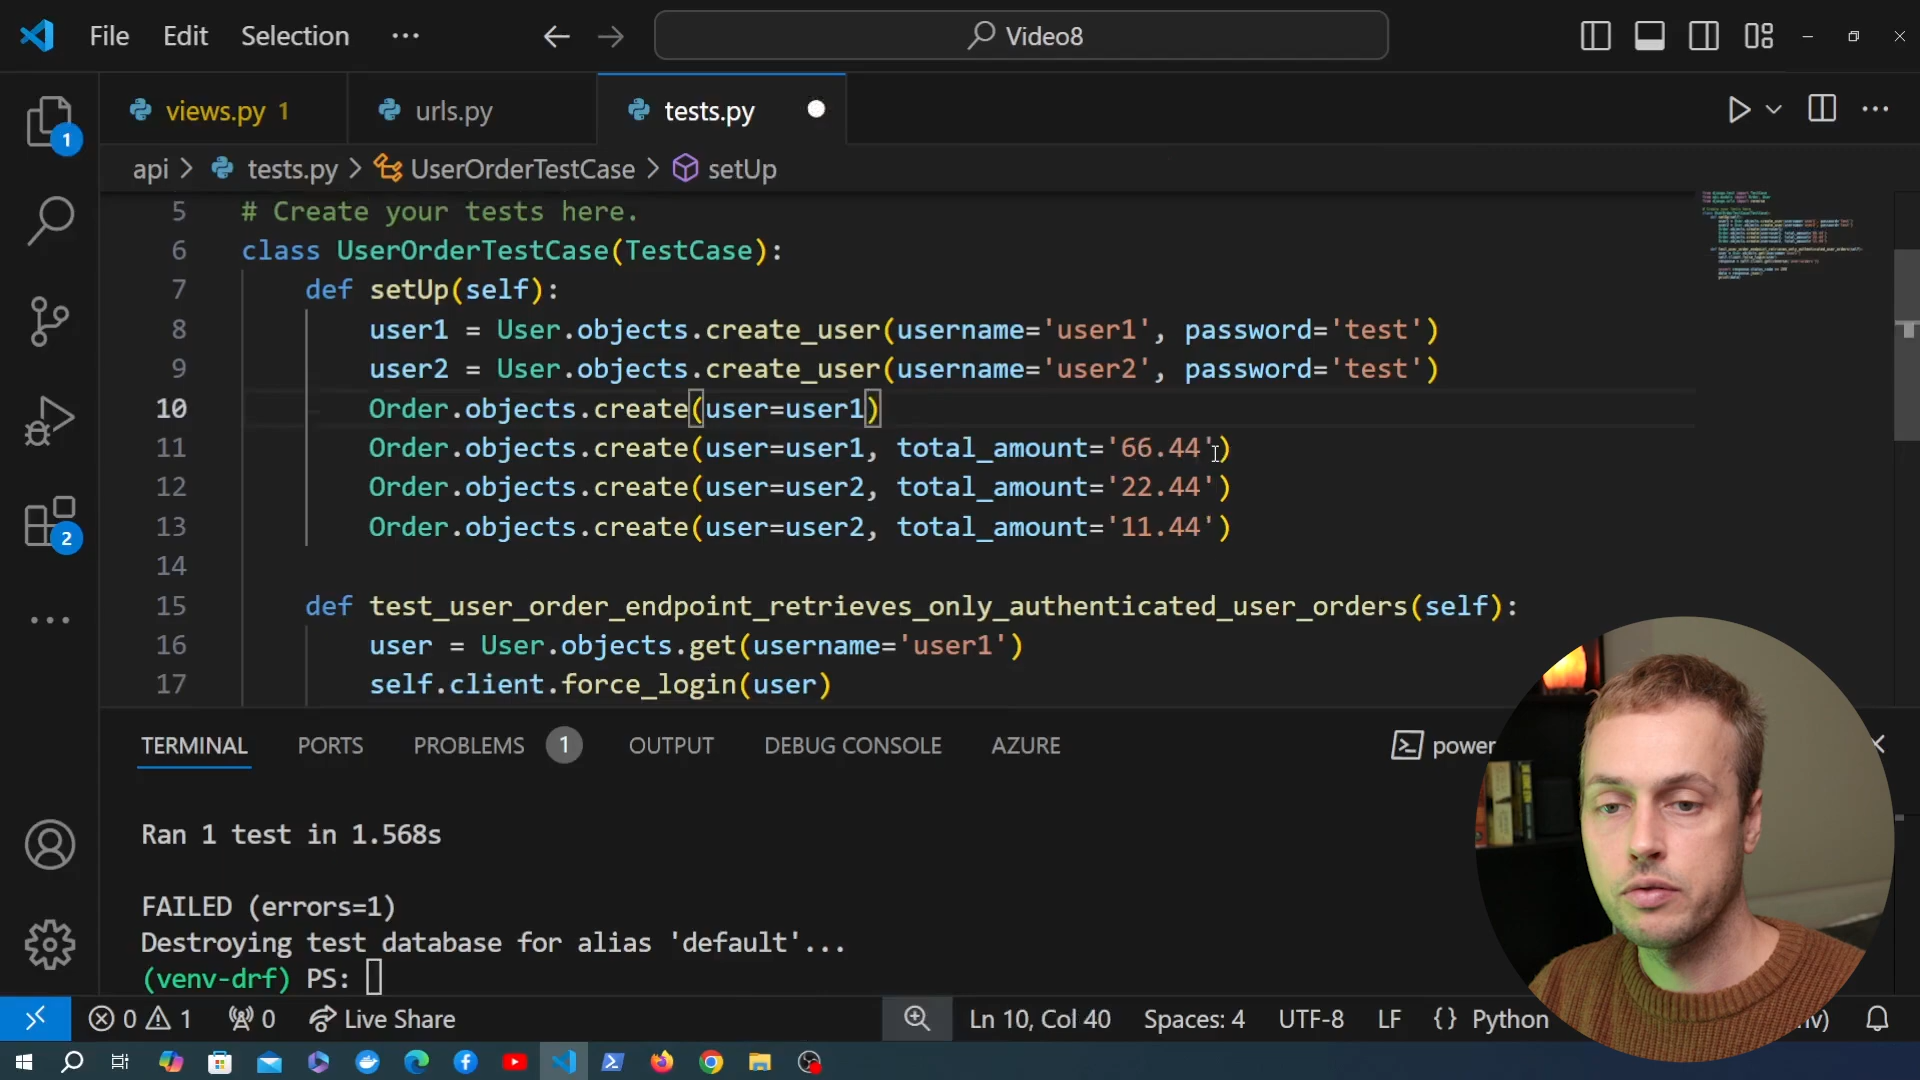 File Edit Selection ...
Video8
views.py 1
urls.py
tests.py
api > tests.py > UserOrderTestCase > setUp
5 # Create your tests here.
6 class UserOrderTestCase(TestCase):
7 def setUp(self):
8 user1 = User.objects.create_user(username='user1', password='test')
9 user2 = User.objects.create_user(username='user2', password='test')
10 Order.objects.create(user=user1)
11 Order.objects.create(user=user1, total_amount='66.44')
12 Order.objects.create(user=user2, total_amount='22.44')
13 Order.objects.create(user=user2, total_amount='11.44')
14
15 def test_user_order_endpoint_retrieves_only_authenticated_user_orders(self):
16 user = User.objects.get(username='user1')
17 self.client.force_login(user)
1
2
TERMINAL PORTS PROBLEMS 1 OUTPUT DEBUG CONSOLE AZURE
power
Ran 1 test in 1.568s
FAILED (errors=1)
Destroying test database for alias 'default'...
(venv-drf) PS:
0 1 0 Live Share Ln 10, Col 40 Spaces: 4 UTF-8 LF {} Python